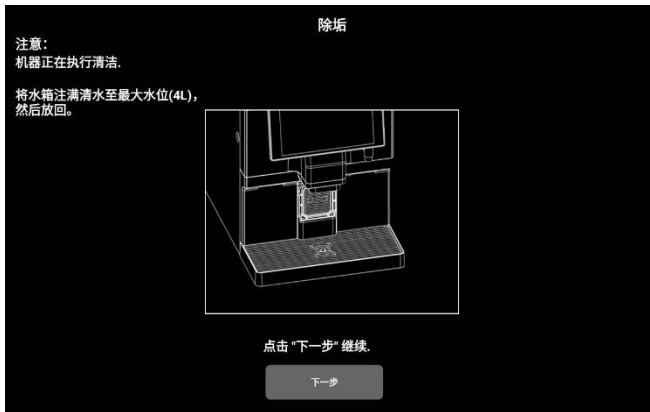 除垢
注意：
机器正在执行清洁.
将水箱注满清水至最大水位(4L)，
然后放回。
点击 "下一步" 继续.
下一步